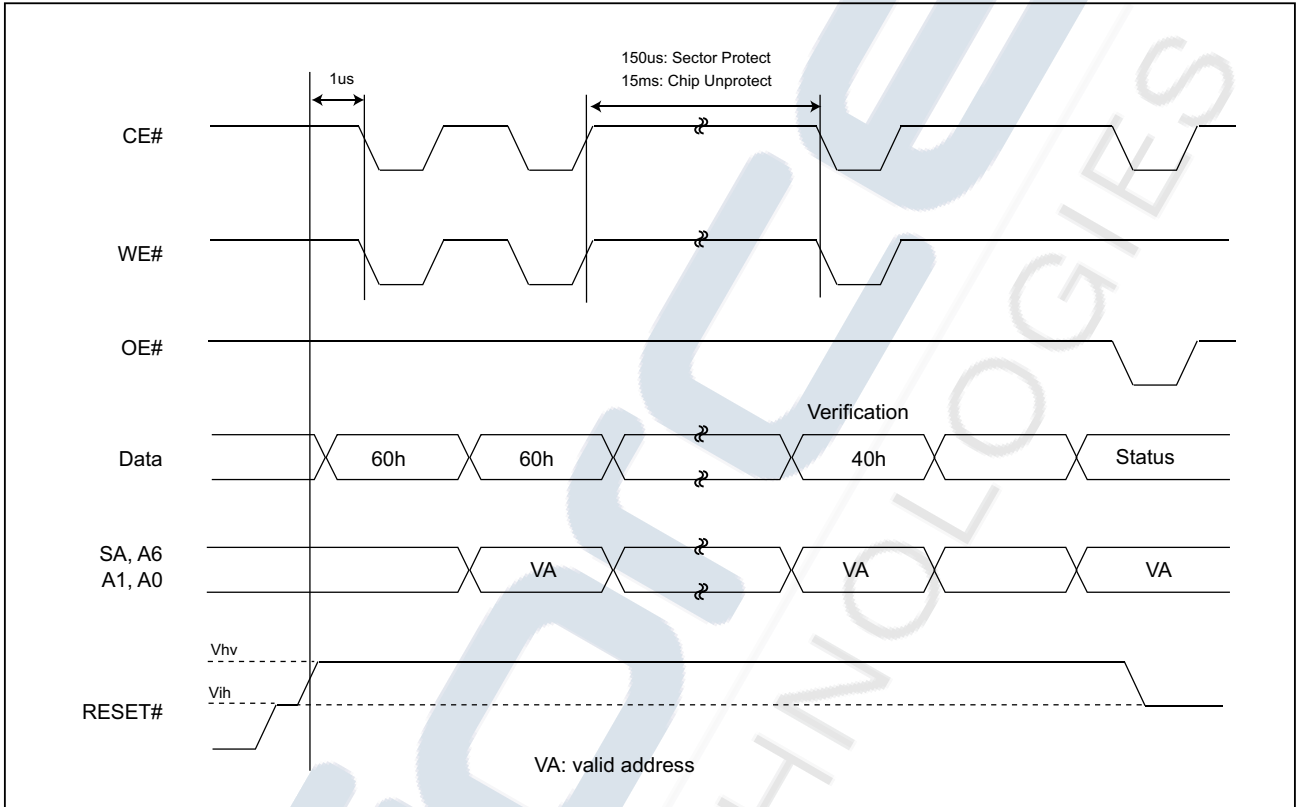 150us: Sector Protect
1us
15ms: Chip Unprotect
CE#
WE#
OE#
Verification
Data
60h
60h
40h
Status
SA, A6
A1, A0
VA
VA
VA
Vhv
Vih
RESET#
VA: valid address
HNOLOGIES